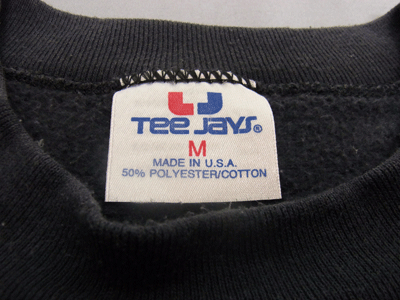 TEE JAYS®
M
MADE IN U.S.A.
50% POLYESTER/COTTON